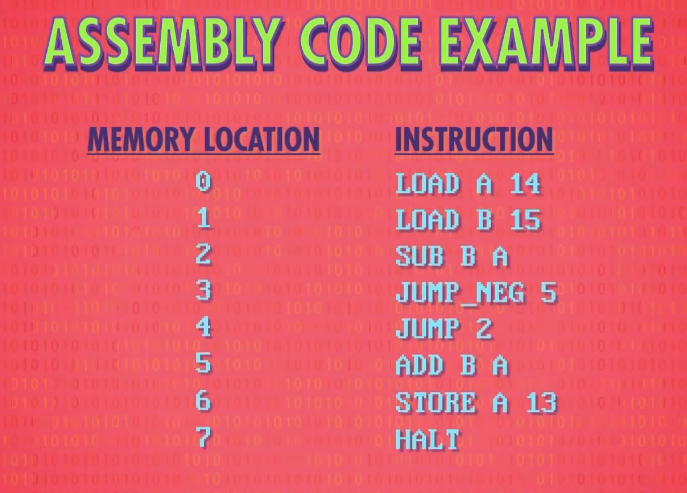 ASSEMBLY CODE EXAMPLE
MEMORY LOCATION INSTRUCTION
0 LOAD A 14
1 LOAD B 15
2 SUB B A
3 JUMP_NEG 5
4 JUMP 2
5 ADD B A
6 STORE A 13
7 HALT